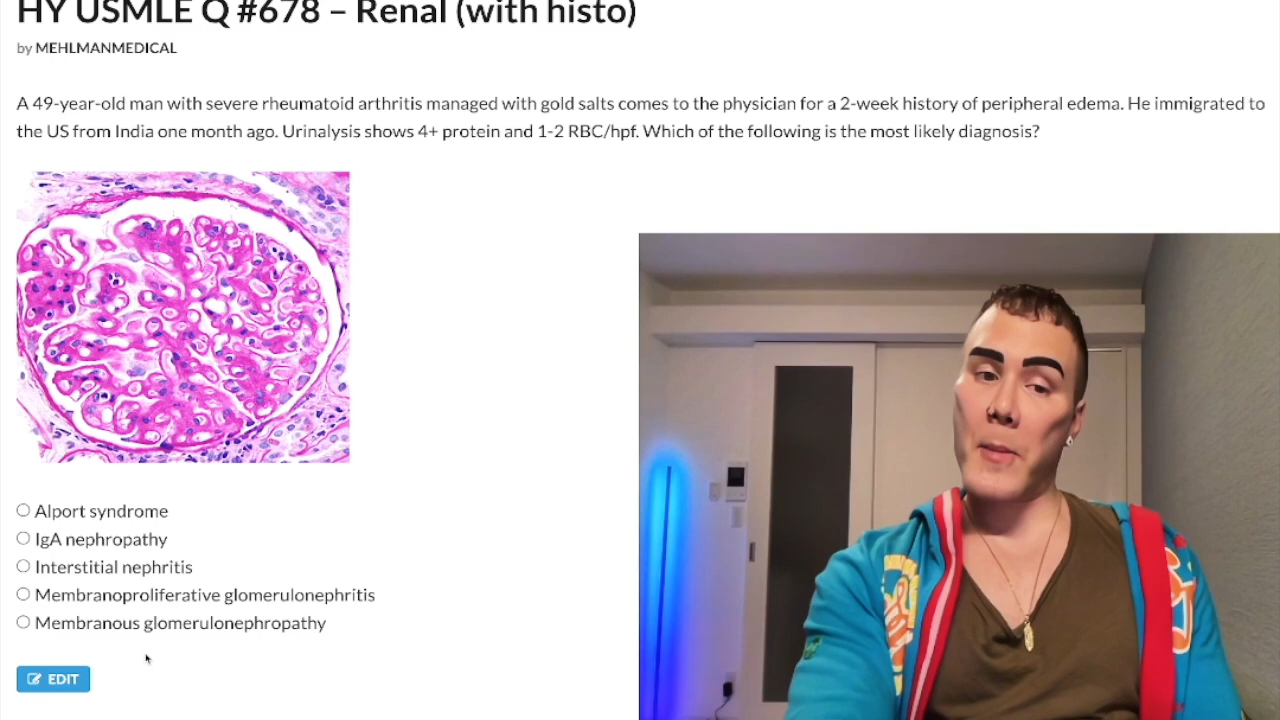 HY USMLE Q #678 – Renal (with histo)
by MEHLMANMEDICAL
A 49-year-old man with severe rheumatoid arthritis managed with gold salts comes to the physician for a 2-week history of peripheral edema. He immigrated to
the US from India one month ago. Urinalysis shows 4+ protein and 1-2 RBC/hpf. Which of the following is the most likely diagnosis?
Alport syndrome
IgA nephropathy
Interstitial nephritis
Membranoproliferative glomerulonephritis
Membranous glomerulonephropathy
EDIT